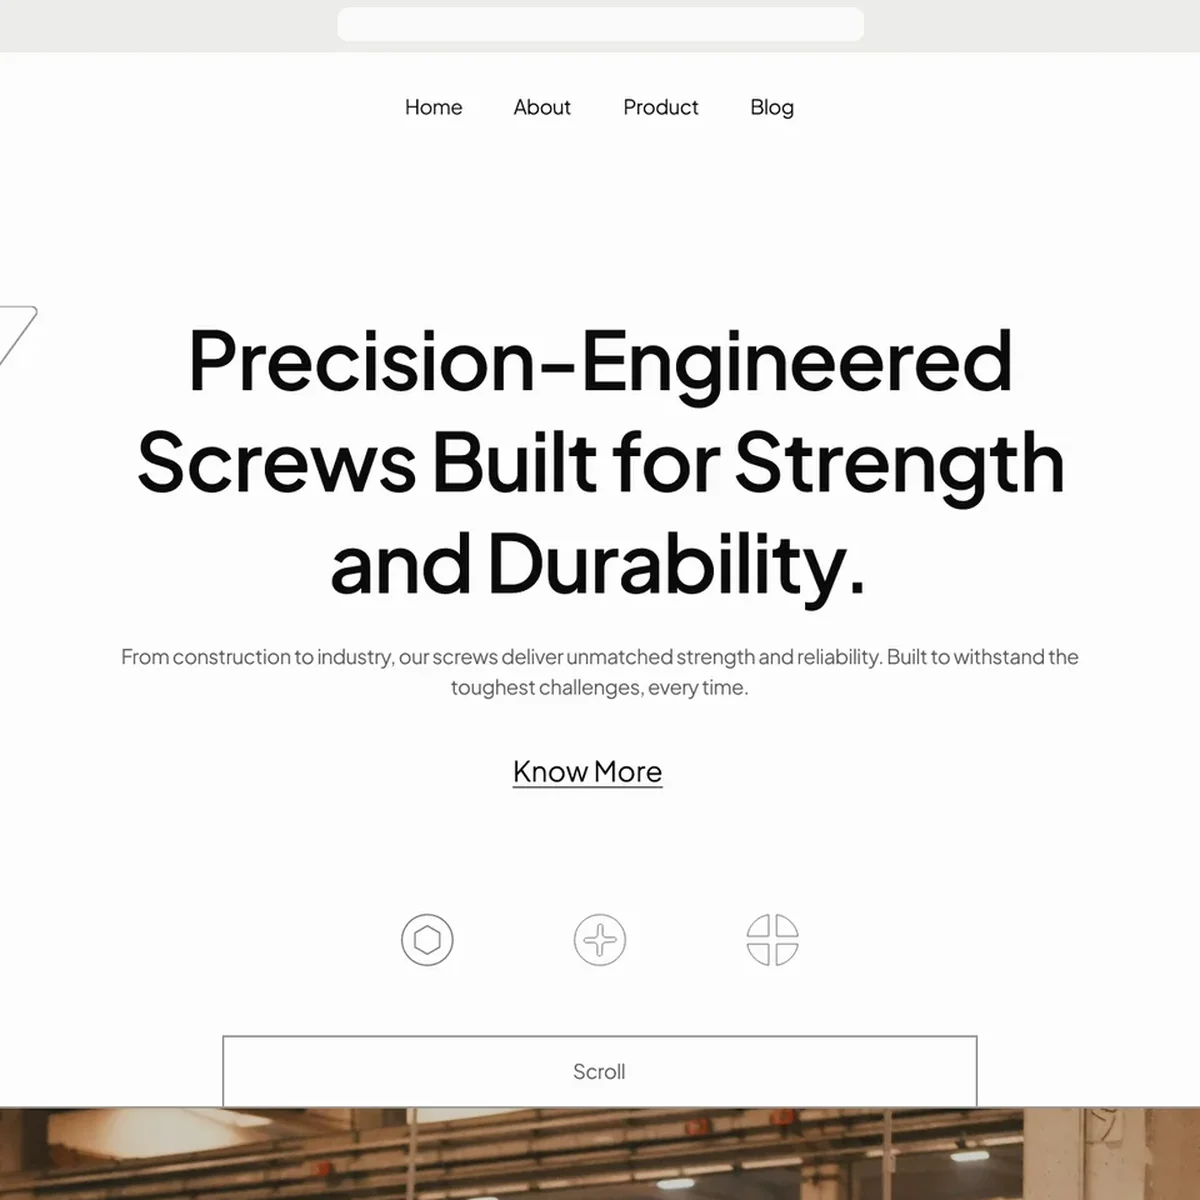 Home About Product Blog
Precision-Engineered
Screws Built for Strength
and Durability.
From construction to industry, our screws deliver unmatched strength and reliability. Built to withstand the
toughest challenges, every time.
Know More
Scroll